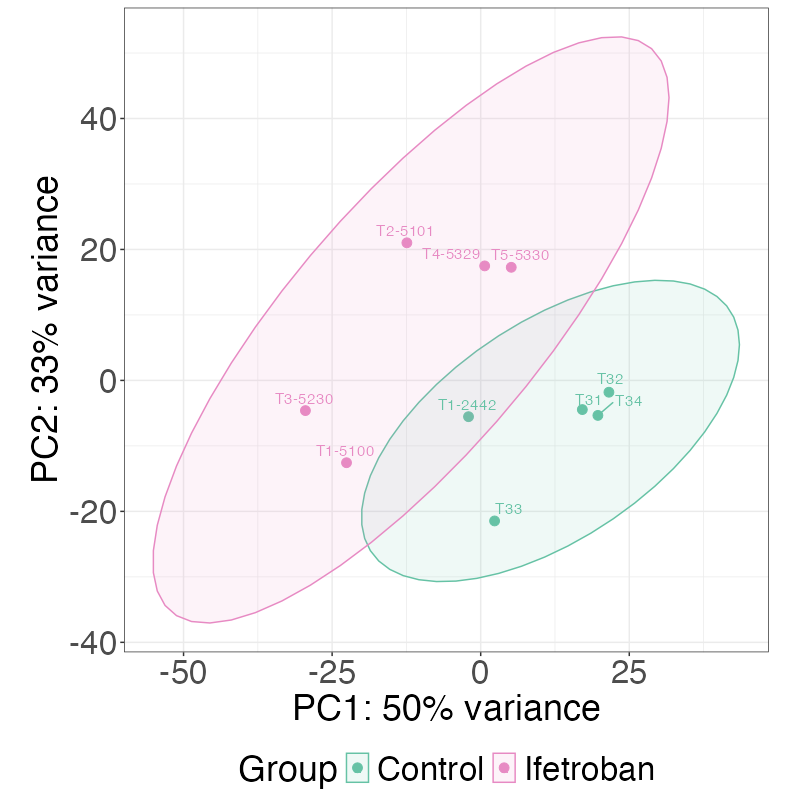 40
20
0
-20
-40
PC2: 33% variance
T2-5101
T4-5329
T5-5330
T3-5230
T1-5100
T1-2442
T32
T31
T34
T33
-50
-25
0
25
PC1: 50% variance
Group
Control
Ifetroban